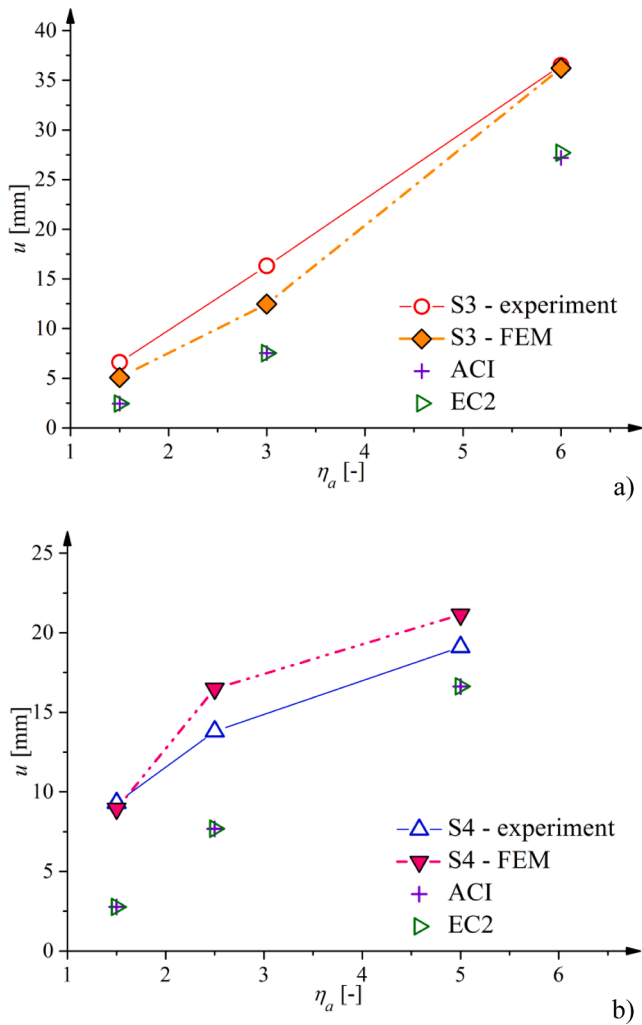 40
35
30
25
20
15
10
5
0
u [mm]
1 2 3 4 5 6
ηa [-]
S3 - experiment
S3 - FEM
ACI
EC2
a)
25
20
15
10
5
0
u [mm]
1 2 3 4 5 6
ηa [-]
S4 - experiment
S4 - FEM
ACI
EC2
b)